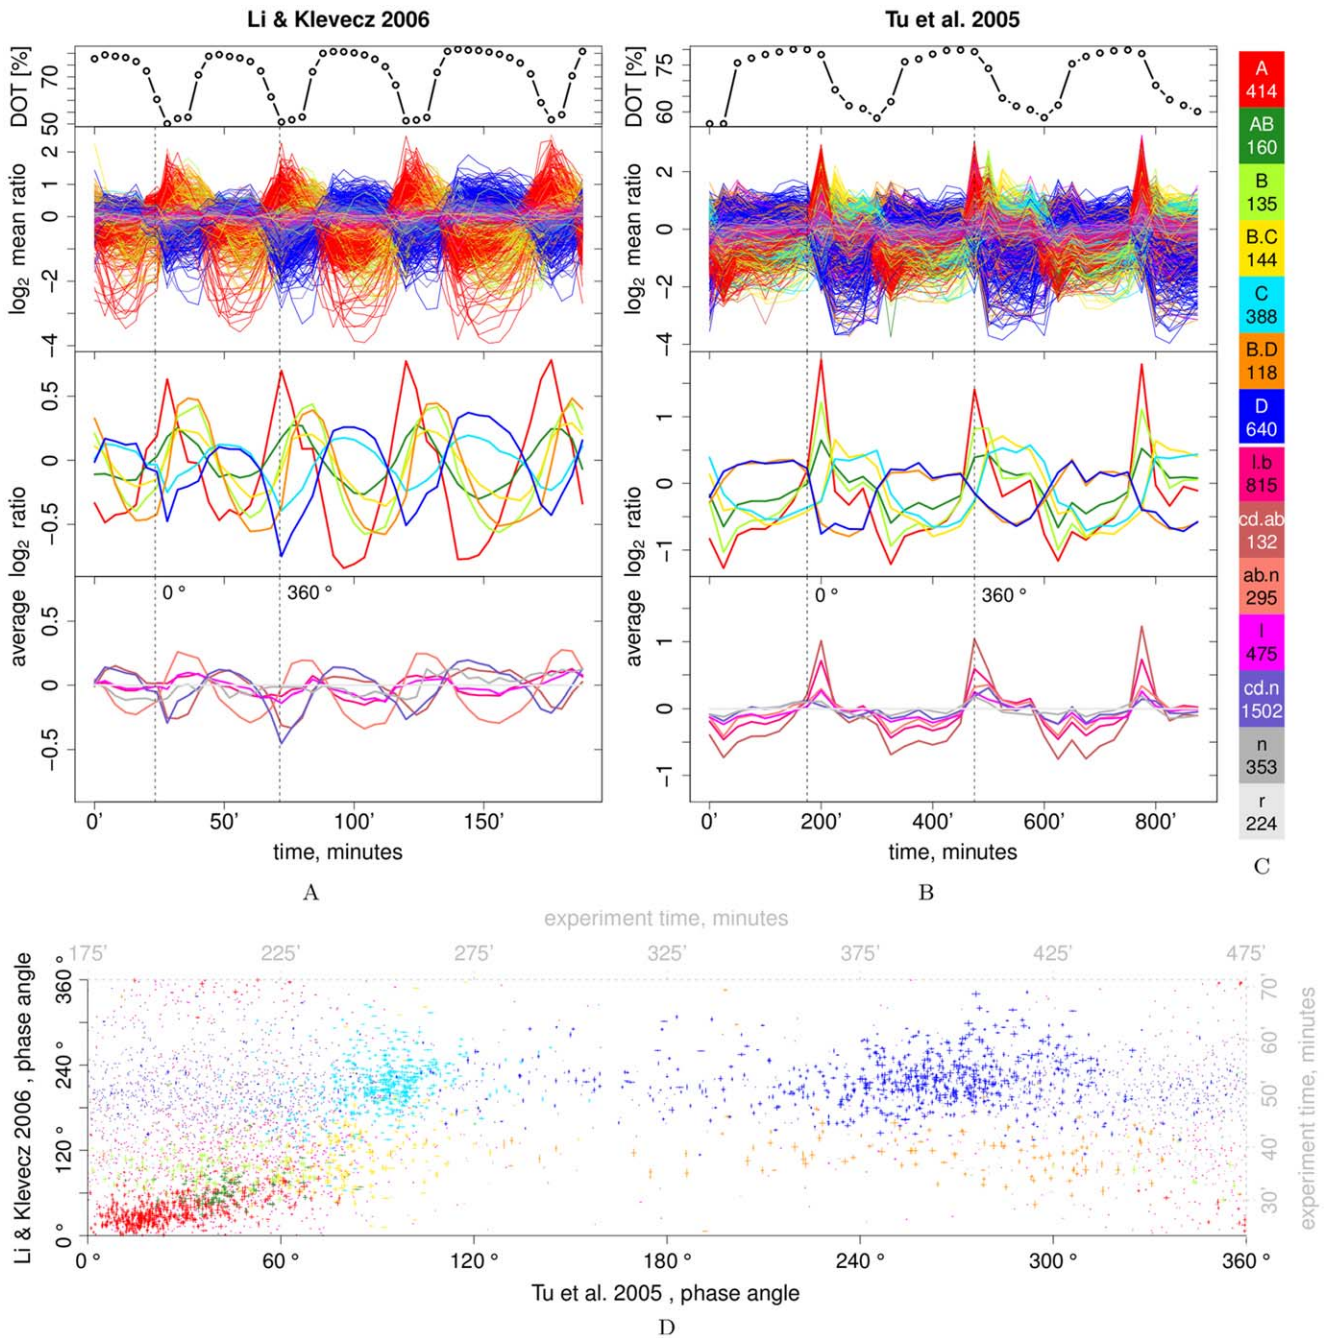 Li & Klevecz 2006
Tu et al. 2005
DOT [%]
50 70
log2 mean ratio
−4 −2 0 1 2
average log2 ratio
−0.5 0 0.5
−0.5 0 0.5
0 ° 360 °
0' 50' 100' 150'
time, minutes
A
DOT [%]
60 75
log2 mean ratio
−4 −2 0 2
average log2 ratio
−1 0 1
−1 0 1
0 ° 360 °
0' 200' 400' 600' 800'
time, minutes
B
A
414
AB
160
B
135
B.C
144
C
388
B.D
118
D
640
l.b
815
cd.ab
132
ab.n
295
l
475
cd.n
1502
n
353
r
224
C
experiment time, minutes
175' 225' 275' 325' 375' 425' 475'
Li & Klevecz 2006 , phase angle
0 ° 120 ° 240 ° 360 °
30' 40' 50' 60' 70'
experiment time, minutes
0 ° 60 ° 120 ° 180 ° 240 ° 300 ° 360 °
Tu et al. 2005 , phase angle
D